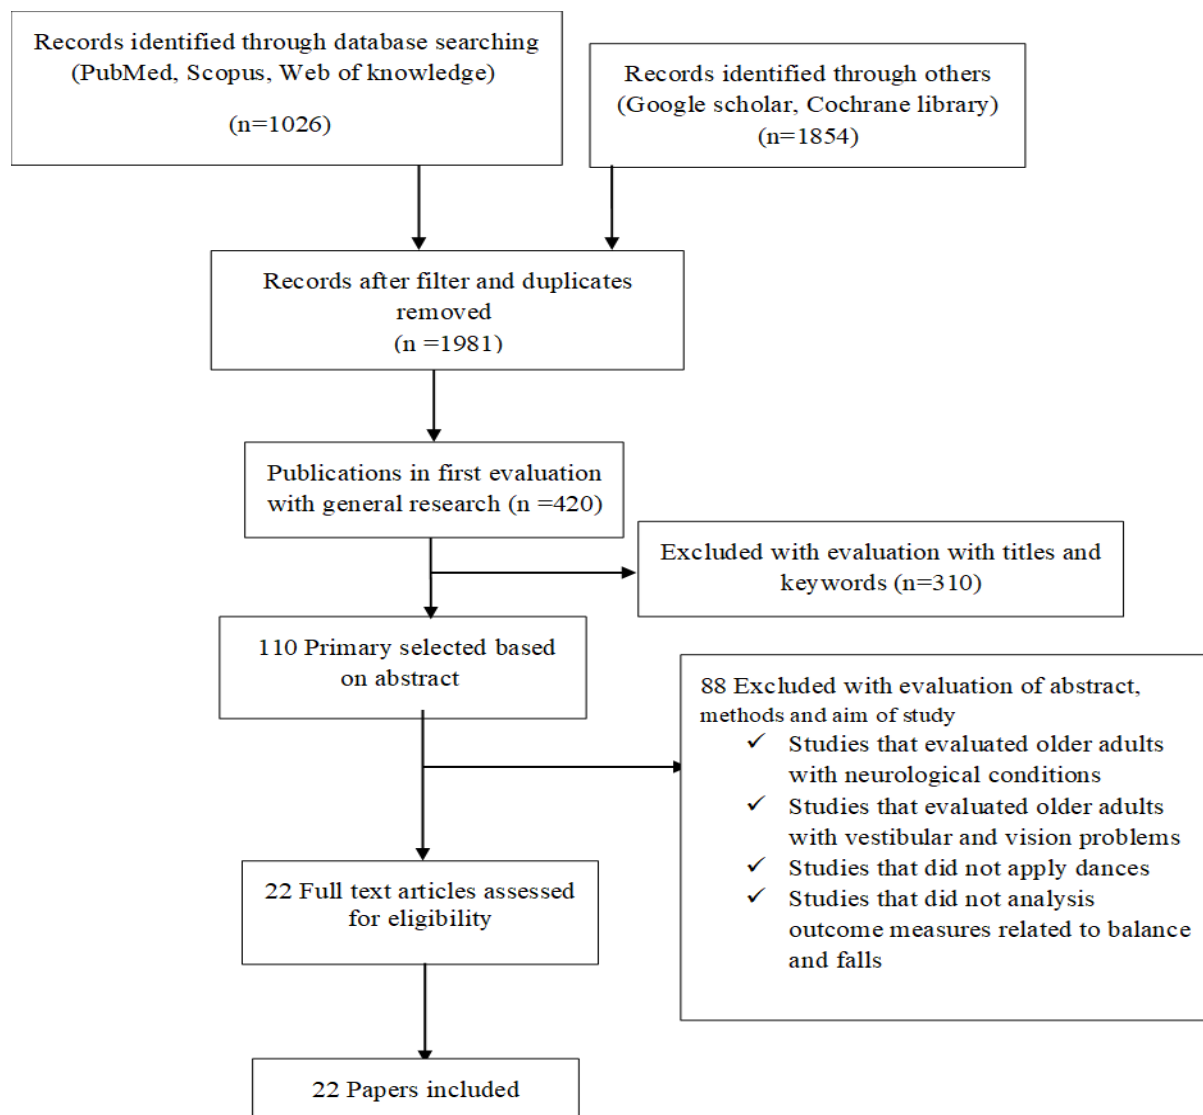 Records identified through database searching
(PubMed, Scopus, Web of knowledge)
(n=1026)
Records identified through others
(Google scholar, Cochrane library)
(n=1854)
Records after filter and duplicates
removed
(n =1981)
Publications in first evaluation
with general research (n =420)
Excluded with evaluation with titles and
keywords (n=310)
110 Primary selected based
on abstract
88 Excluded with evaluation of abstract,
methods and aim of study
✓ Studies that evaluated older adults
with neurological conditions
✓ Studies that evaluated older adults
with vestibular and vision problems
✓ Studies that did not apply dances
✓ Studies that did not analysis
outcome measures related to balance
and falls
22 Full text articles assessed
for eligibility
22 Papers included